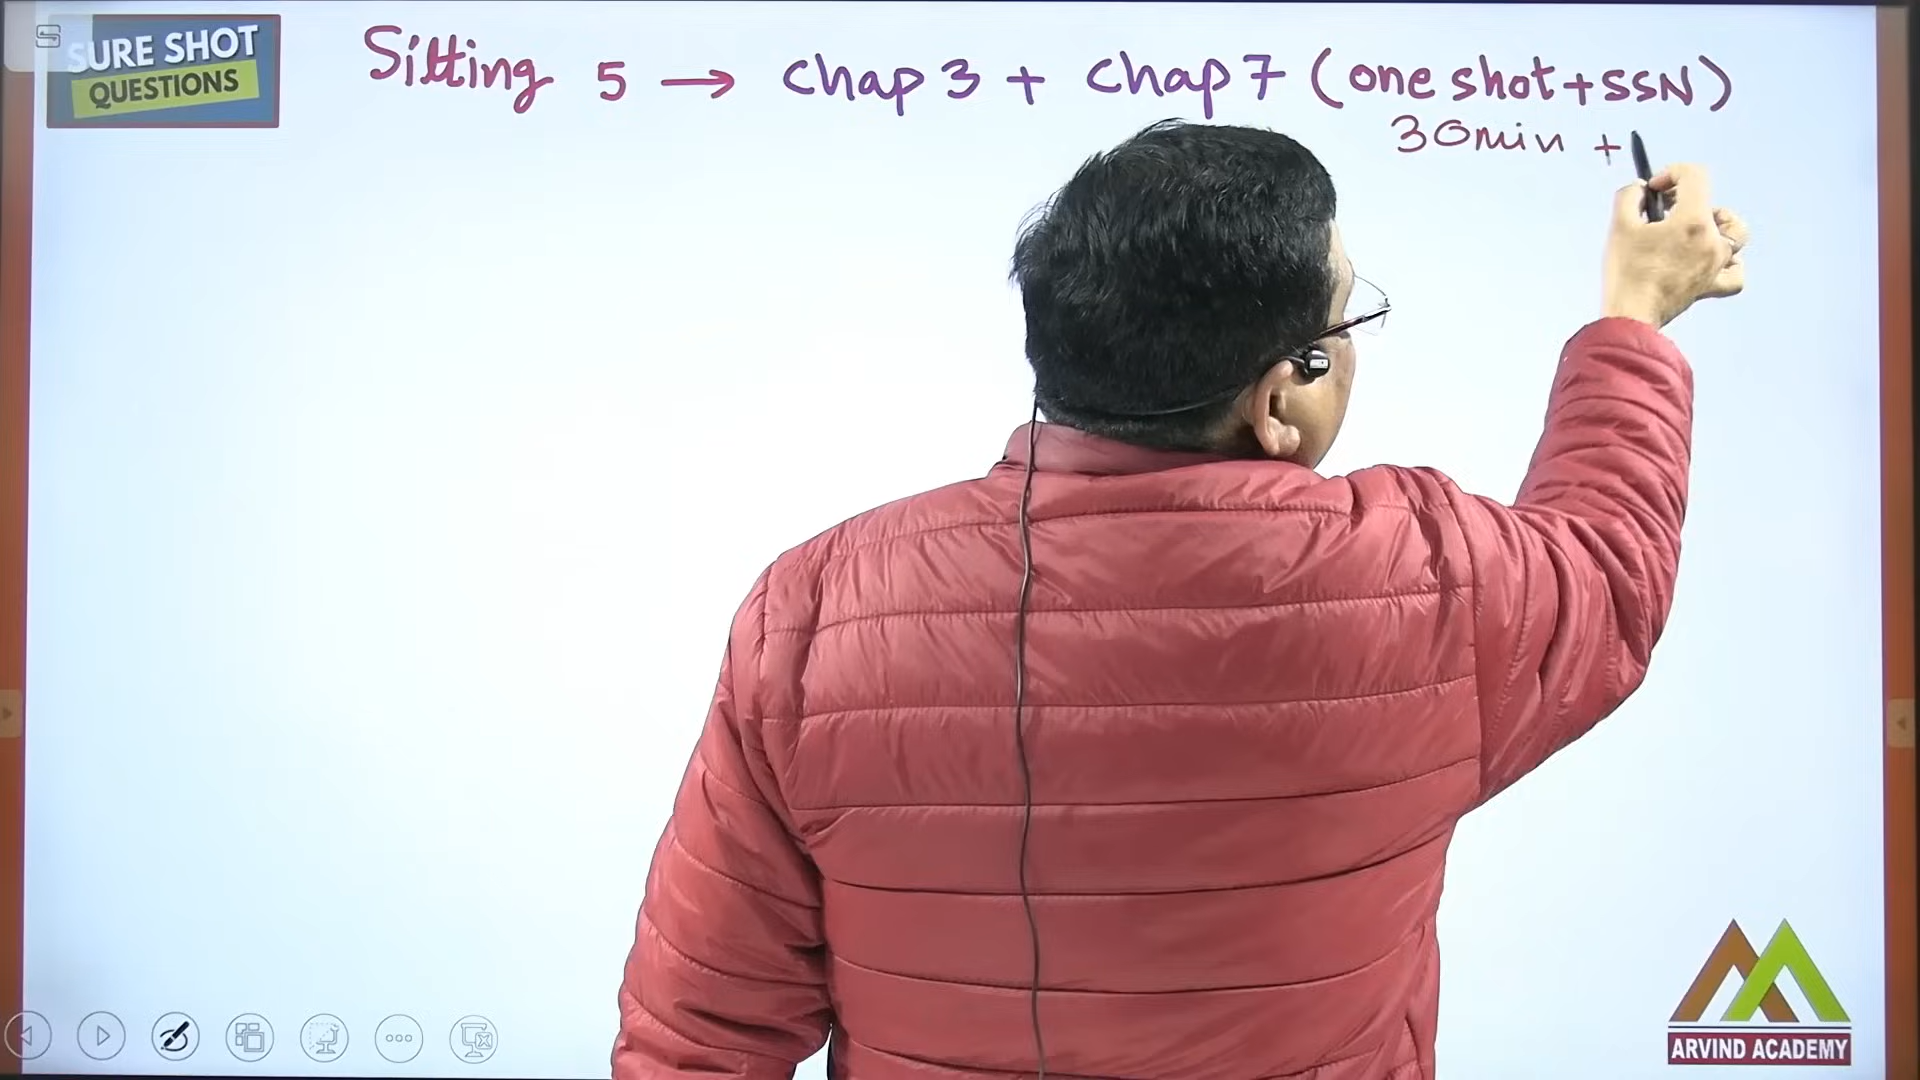 SURE SHOT
QUESTIONS
Sitting 5 → Chap 3 + Chap 7 (one shot + SSN)
30min +
ARVIND ACADEMY